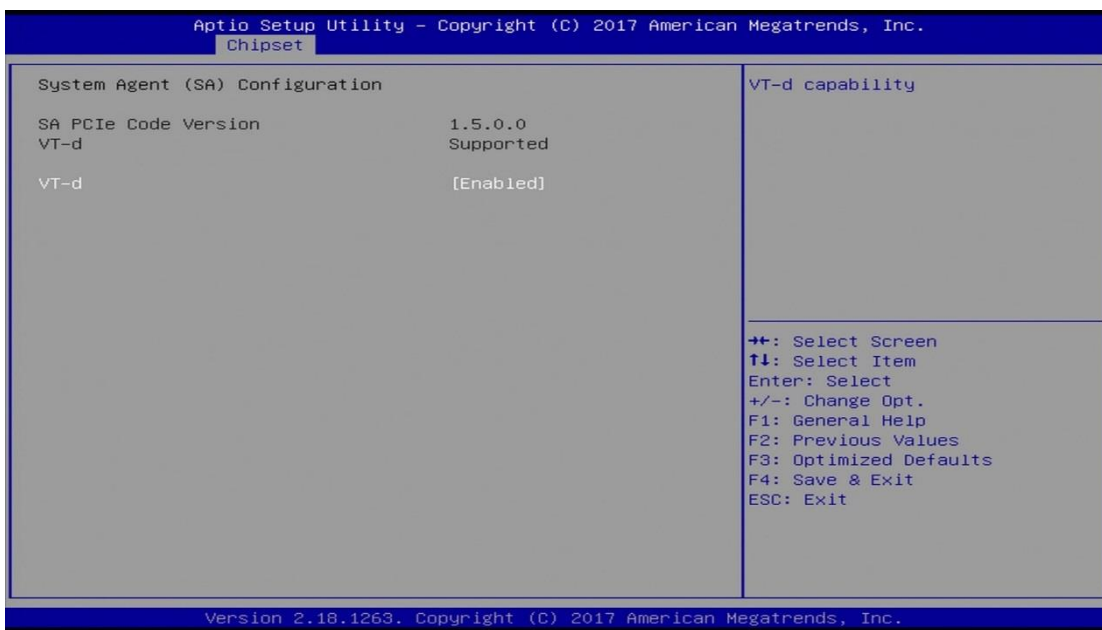 Aptio Setup Utility – Copyright (C) 2017 American Megatrends, Inc.
Chipset
System Agent (SA) Configuration
SA PCIe Code Version 1.5.0.0
VT-d Supported
VT-d [Enabled]
VT-d capability
→←: Select Screen
↑↓: Select Item
Enter: Select
+/-: Change Opt.
F1: General Help
F2: Previous Values
F3: Optimized Defaults
F4: Save & Exit
ESC: Exit
Version 2.18.1263. Copyright (C) 2017 American Megatrends, Inc.